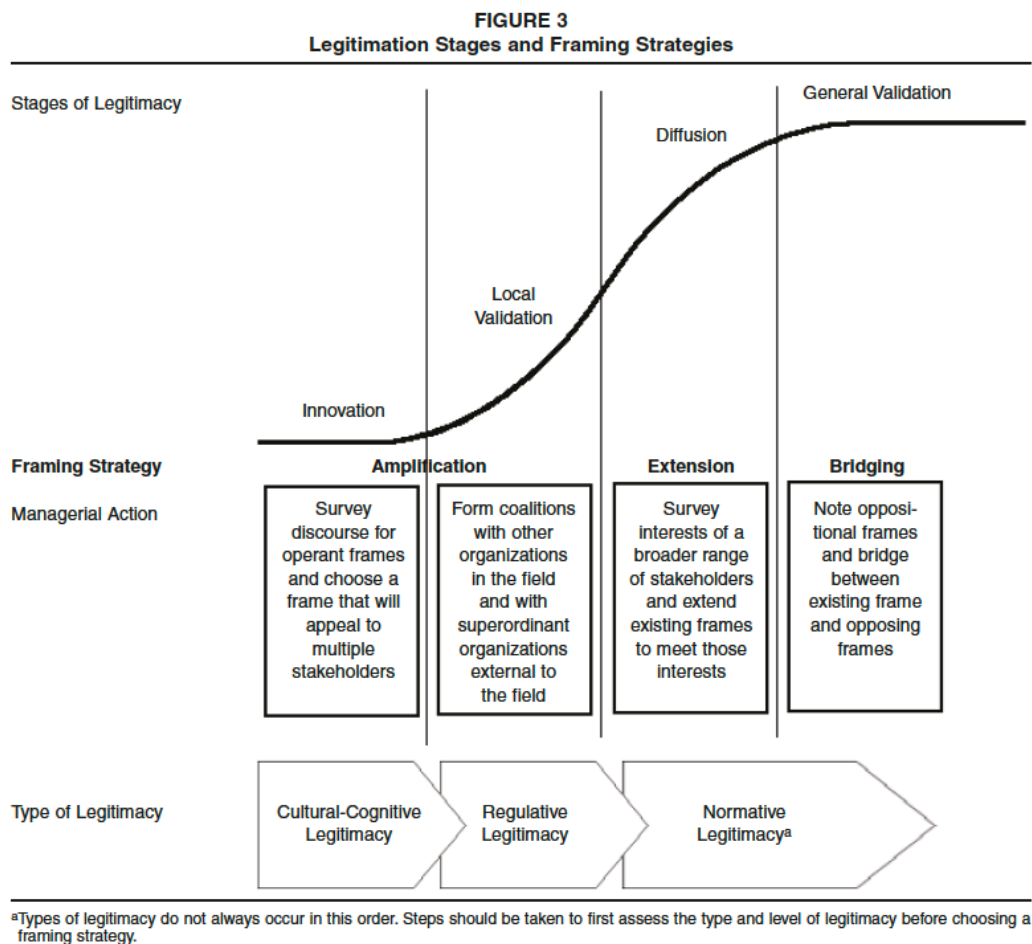 FIGURE 3
Legitimation Stages and Framing Strategies
Stages of Legitimacy
General Validation
Diffusion
Local
Validation
Innovation
Framing Strategy
Amplification
Extension
Bridging
Managerial Action
Survey
discourse for
operant frames
and choose a
frame that will
appeal to
multiple
stakeholders
Form coalitions
with other
organizations
in the field
and with
superordinant
organizations
external to
the field
Survey
interests of a
broader range
of stakeholders
and extend
existing frames
to meet those
interests
Note opposi-
tional frames
and bridge
between
existing frame
and opposing
frames
Type of Legitimacy
Cultural-Cognitive
Legitimacy
Regulative
Legitimacy
Normative
Legitimacyᵃ
ᵃTypes of legitimacy do not always occur in this order. Steps should be taken to first assess the type and level of legitimacy before choosing a
framing strategy.